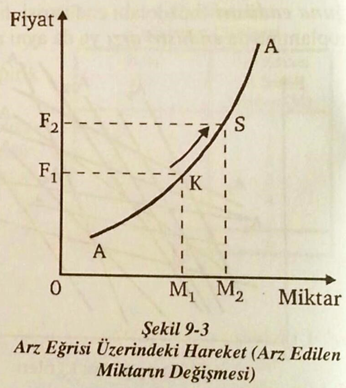 Fiyat
A
F₂
S
F₁
K
A
0
M₁
M₂
Miktar
Şekil 9-3
Arz Eğrisi Üzerindeki Hareket (Arz Edilen
Miktarın Değişmesi)